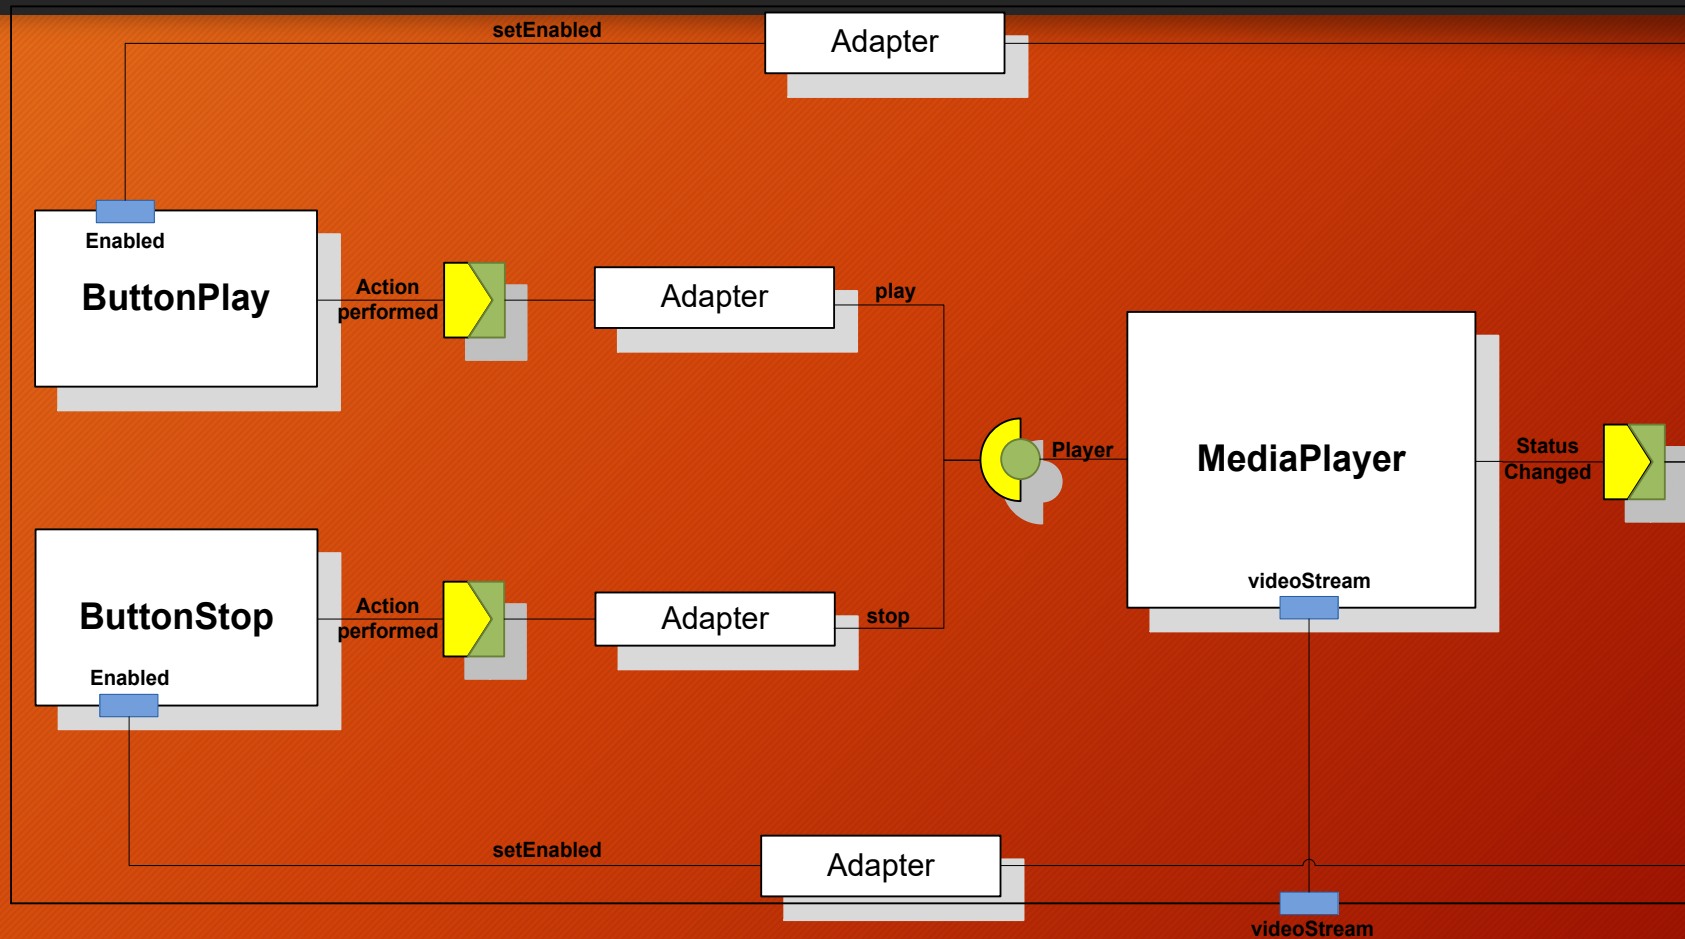 setEnabled
Adapter
Enabled
ButtonPlay
Action
performed
Adapter
play
Player
MediaPlayer
Status
Changed
videoStream
ButtonStop
Enabled
Action
performed
Adapter
stop
setEnabled
Adapter
videoStream